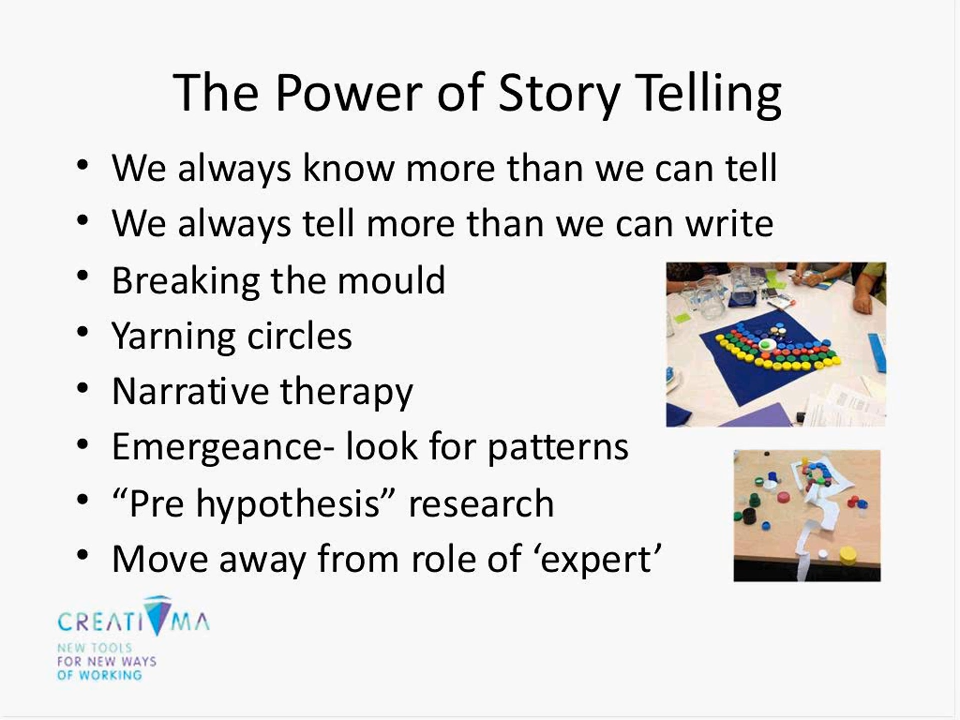 The Power of Story Telling
• We always know more than we can tell
• We always tell more than we can write
• Breaking the mould
• Yarning circles
• Narrative therapy
• Emergeance- look for patterns
• “Pre hypothesis” research
• Move away from role of ‘expert’
CREATIVMA
NEW TOOLS
FOR NEW WAYS
OF WORKING